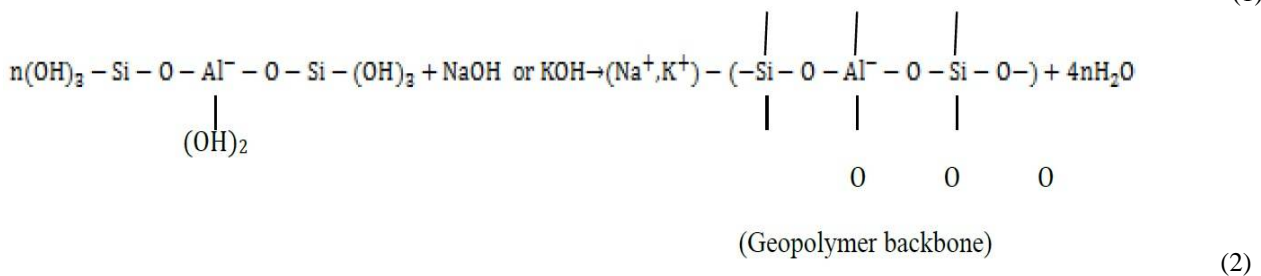 (1)
n(OH)₃ − Si − O − Al⁻ − O − Si − (OH)₃ + NaOH or KOH→(Na⁺,K⁺) − (−Si − O − Al⁻ − O − Si − O−) + 4nH₂O
(OH)₂
O O O
(Geopolymer backbone)
(2)